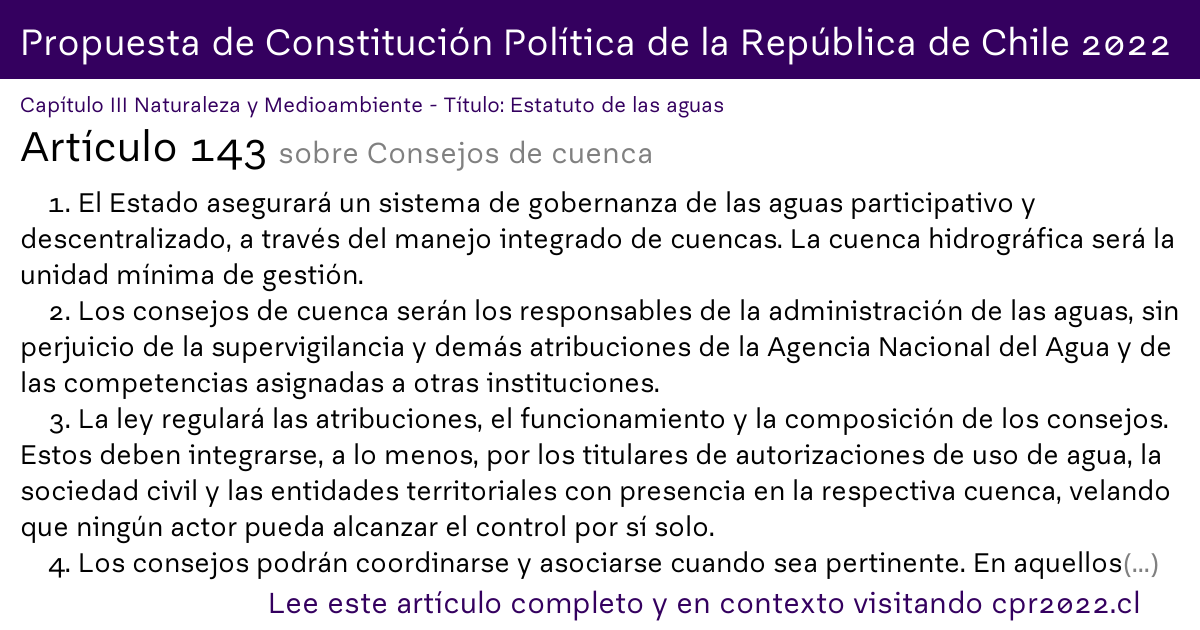 Propuesta de Constitución Política de la República de Chile 2022
Capítulo III Naturaleza y Medioambiente - Título: Estatuto de las aguas
Artículo 143 sobre Consejos de cuenca
1. El Estado asegurará un sistema de gobernanza de las aguas participativo y
descentralizado, a través del manejo integrado de cuencas. La cuenca hidrográfica será la
unidad mínima de gestión.
2. Los consejos de cuenca serán los responsables de la administración de las aguas, sin
perjuicio de la supervigilancia y demás atribuciones de la Agencia Nacional del Agua y de
las competencias asignadas a otras instituciones.
3. La ley regulará las atribuciones, el funcionamiento y la composición de los consejos.
Estos deben integrarse, a lo menos, por los titulares de autorizaciones de uso de agua, la
sociedad civil y las entidades territoriales con presencia en la respectiva cuenca, velando
que ningún actor pueda alcanzar el control por sí solo.
4. Los consejos podrán coordinarse y asociarse cuando sea pertinente. En aquellos(...)
Lee este artículo completo y en contexto visitando cpr2022.cl